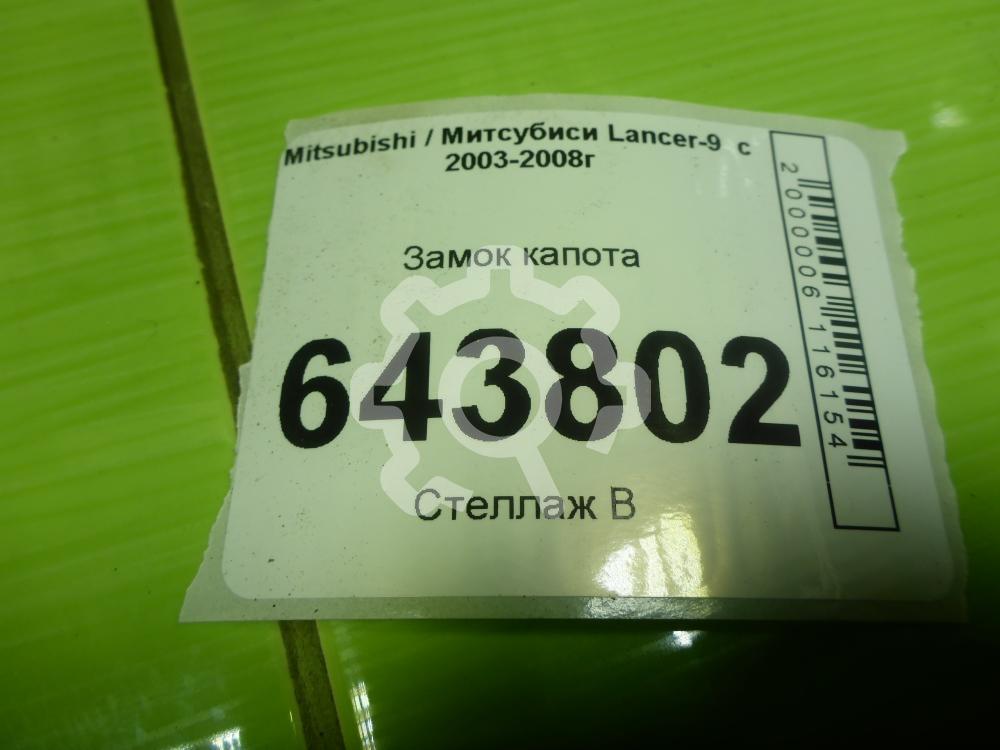 Mitsubishi / Митсубиси Lancer-9 с
2003-2008г
Замок капота
643802
Стеллаж В
2000006116154